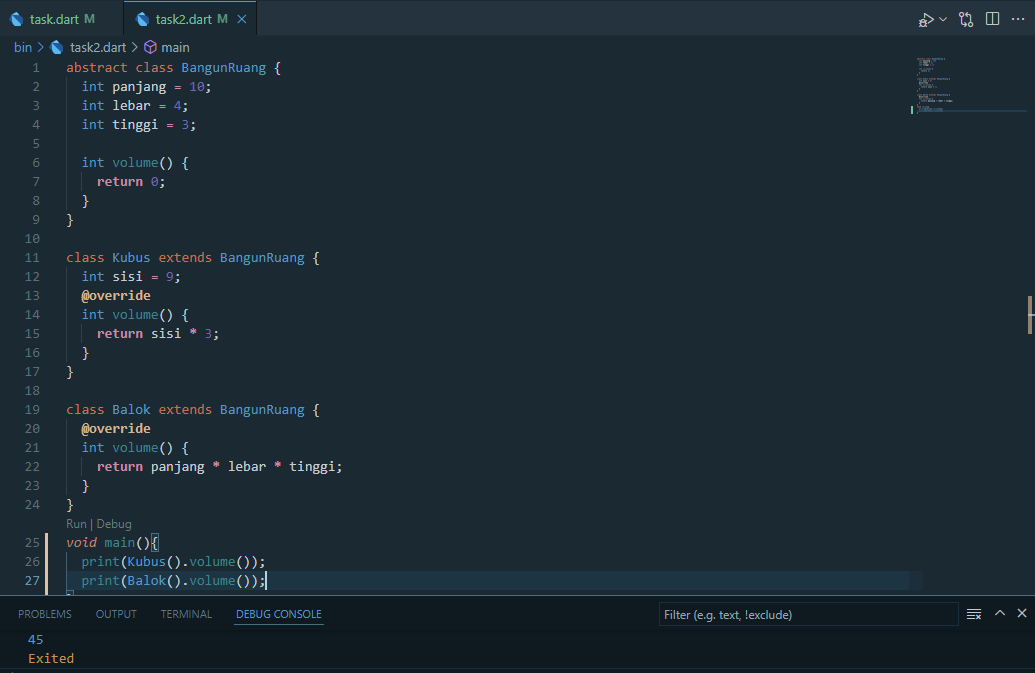 task.dart M task2.dart M
bin > task2.dart > main
1 abstract class BangunRuang {
2 int panjang = 10;
3 int lebar = 4;
4 int tinggi = 3;
5
6 int volume() {
7 return 0;
8 }
9 }
10
11 class Kubus extends BangunRuang {
12 int sisi = 9;
13 @override
14 int volume() {
15 return sisi * 3;
16 }
17 }
18
19 class Balok extends BangunRuang {
20 @override
21 int volume() {
22 return panjang * lebar * tinggi;
23 }
24 }
Run | Debug
25 void main(){
26 print(Kubus().volume());
27 print(Balok().volume());
PROBLEMS OUTPUT TERMINAL DEBUG CONSOLE Filter (e.g. text, !exclude)
45
Exited